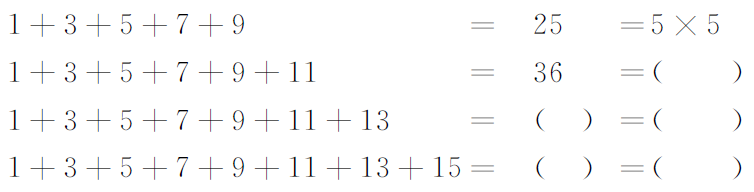 1 + 3 + 5 + 7 + 9 = 25 = 5 × 5
1 + 3 + 5 + 7 + 9 + 11 = 36 = ( )
1 + 3 + 5 + 7 + 9 + 11 + 13 = ( ) = ( )
1 + 3 + 5 + 7 + 9 + 11 + 13 + 15 = ( ) = ( )